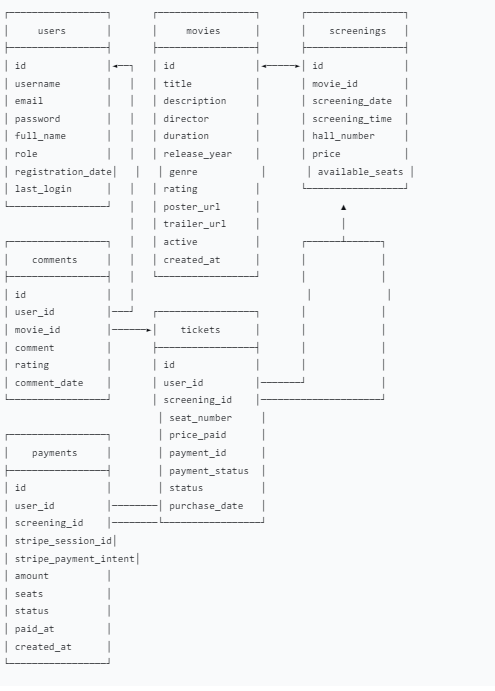 users
id
username
email
password
full_name
role
registration_date
last_login
movies
id
title
description
director
duration
release_year
genre
rating
poster_url
trailer_url
active
created_at
screenings
id
movie_id
screening_date
screening_time
hall_number
price
available_seats
comments
id
user_id
movie_id
comment
rating
comment_date
tickets
id
user_id
screening_id
seat_number
price_paid
payment_id
payment_status
status
purchase_date
payments
id
user_id
screening_id
stripe_session_id
stripe_payment_intent
amount
seats
status
paid_at
created_at